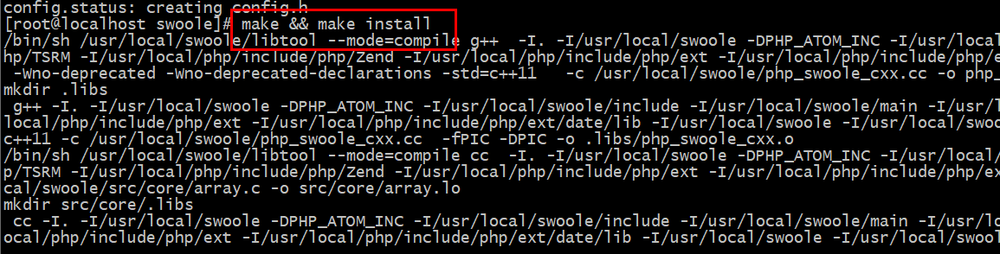 config.status: creating config.h
[root@localhost swoole]# make && make install
/bin/sh /usr/local/swoole/libtool --mode=compile g++  -I. -I/usr/local/swoole -DPHP_ATOM_INC -I/usr/local/
hp/TSRM -I/usr/local/php/include/php/Zend -I/usr/local/php/include/php/ext -I/usr/local/php/include/php/e
 -Wno-deprecated -Wno-deprecated-declarations -std=c++11   -c /usr/local/swoole/php_swoole_cxx.cc -o php_
mkdir .libs
 g++ -I. -I/usr/local/swoole -DPHP_ATOM_INC -I/usr/local/swoole/include -I/usr/local/swoole/main -I/usr/l
local/php/include/php/ext -I/usr/local/php/include/php/ext/date/lib -I/usr/local/swoole -I/usr/local/swoo
c++11 -c /usr/local/swoole/php_swoole_cxx.cc  -fPIC -DPIC -o .libs/php_swoole_cxx.o
/bin/sh /usr/local/swoole/libtool --mode=compile cc  -I. -I/usr/local/swoole -DPHP_ATOM_INC -I/usr/local/
p/TSRM -I/usr/local/php/include/php/Zend -I/usr/local/php/include/php/ext -I/usr/local/php/include/php/ex
cal/swoole/src/core/array.c -o src/core/array.lo
mkdir src/core/.libs
 cc -I. -I/usr/local/swoole -DPHP_ATOM_INC -I/usr/local/swoole/include -I/usr/local/swoole/main -I/usr/lo
ocal/php/include/php/ext -I/usr/local/php/include/php/ext/date/lib -I/usr/local/swoole -I/usr/local/swool